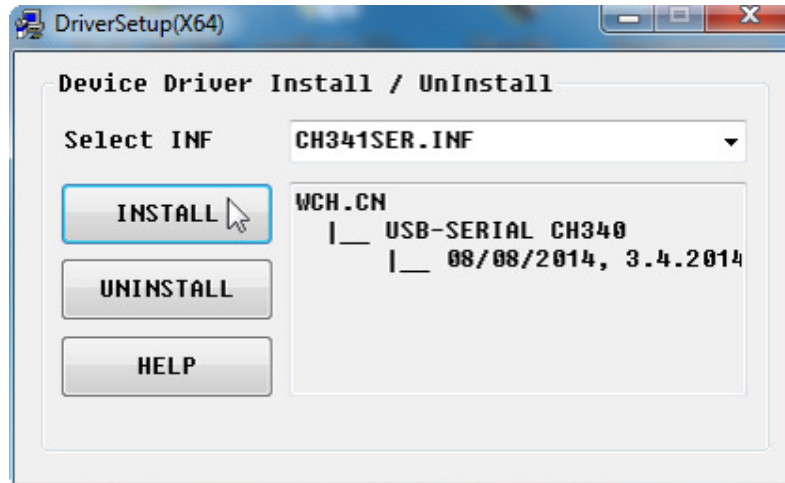 DriverSetup(X64)
Device Driver Install / UnInstall
Select INF
CH341SER.INF
INSTALL
UNINSTALL
HELP
WCH.CN
|__ USB-SERIAL CH340
|__ 08/08/2014, 3.4.2014